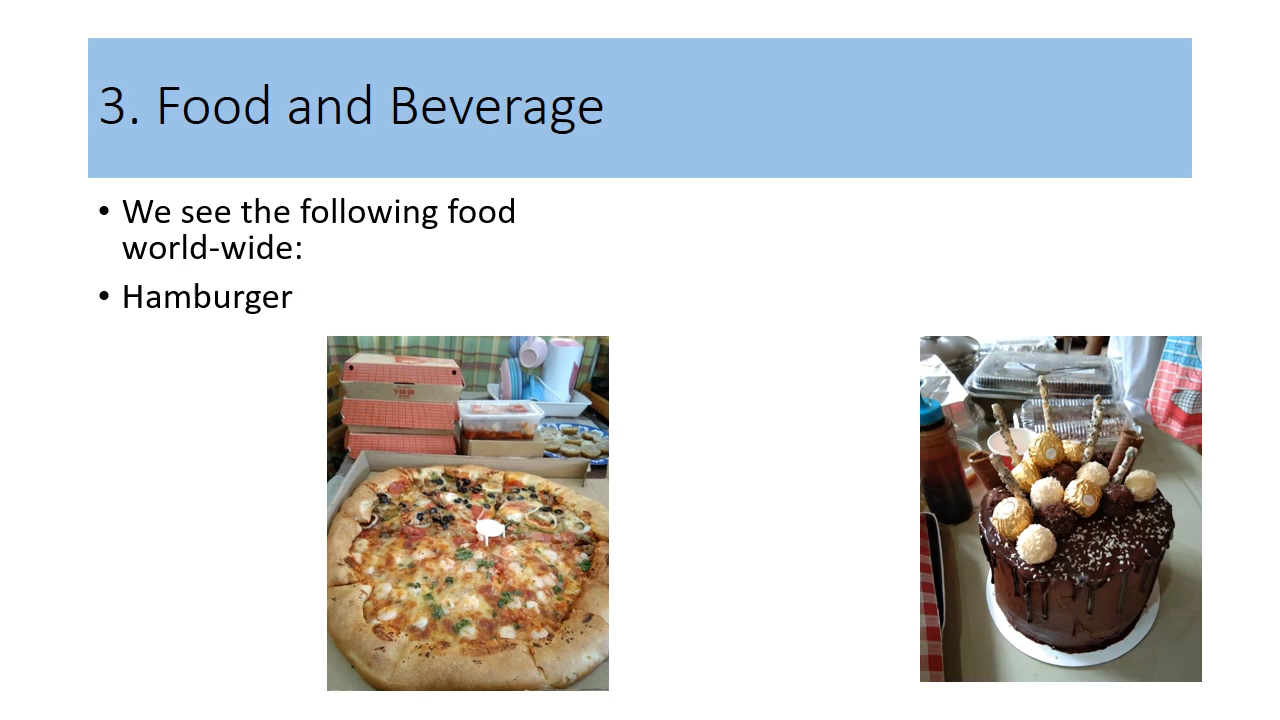 3. Food and Beverage
• We see the following food
world-wide:
• Hamburger